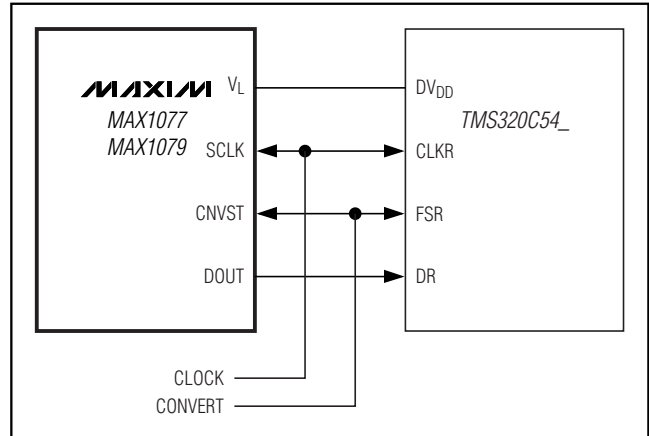 MAXIM
MAX1077
MAX1079
VL
SCLK
CNVST
DOUT
DVDD
TMS320C54_
CLKR
FSR
DR
CLOCK
CONVERT